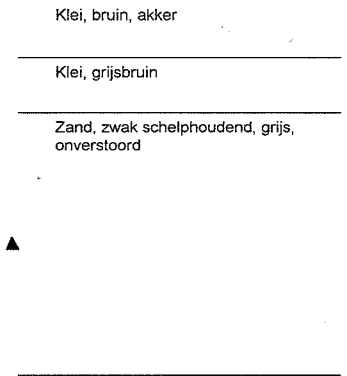 Klei, bruin, akker
Klei, grijsbruin
Zand, zwak schelphoudend, grijs,
onverstoord